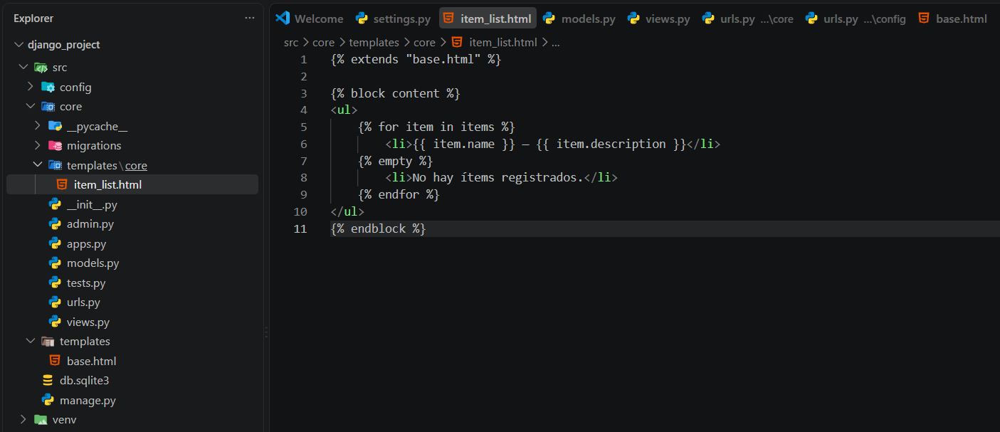 Explorer ...
django_project
src
config
core
__pycache__
migrations
templates\core
item_list.html
__init__.py
admin.py
apps.py
models.py
tests.py
urls.py
views.py
templates
base.html
db.sqlite3
manage.py
venv
Welcome settings.py item_list.html models.py views.py urls.py ...\core urls.py ...\config base.html
src > core > templates > core > item_list.html > ...
1 {% extends "base.html" %}
2
3 {% block content %}
4 <ul>
5 {% for item in items %}
6 <li>{{ item.name }} — {{ item.description }}</li>
7 {% empty %}
8 <li>No hay ítems registrados.</li>
9 {% endfor %}
10 </ul>
11 {% endblock %}